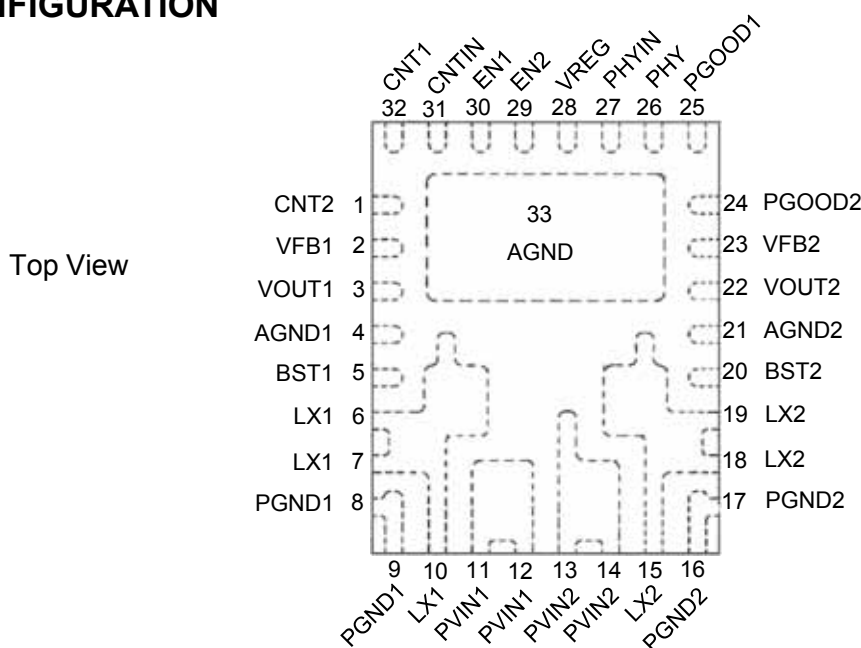 NFIGURATION
CNT1 CNTIN EN1 EN2 VREG PHYIN PHY PGOOD1
32 31 30 29 28 27 26 25
CNT2 1
24 PGOOD2
33
VFB1 2
23 VFB2
Top View
AGND
VOUT1 3
22 VOUT2
AGND1 4
21 AGND2
BST1 5
20 BST2
LX1 6
19 LX2
LX1 7
18 LX2
PGND1 8
17 PGND2
9 10 11 12 13 14 15 16
PGND1 LX1 PVIN1 PVIN1 PVIN2 PVIN2 LX2 PGND2